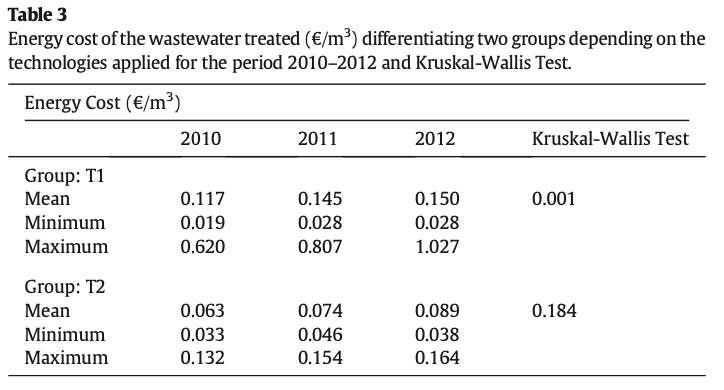 Table 3
Energy cost of the wastewater treated (€/m³) differentiating two groups depending on the
technologies applied for the period 2010–2012 and Kruskal-Wallis Test.
Energy Cost (€/m³)
2010 2011 2012 Kruskal-Wallis Test
Group: T1
Mean 0.117 0.145 0.150 0.001
Minimum 0.019 0.028 0.028
Maximum 0.620 0.807 1.027
Group: T2
Mean 0.063 0.074 0.089 0.184
Minimum 0.033 0.046 0.038
Maximum 0.132 0.154 0.164